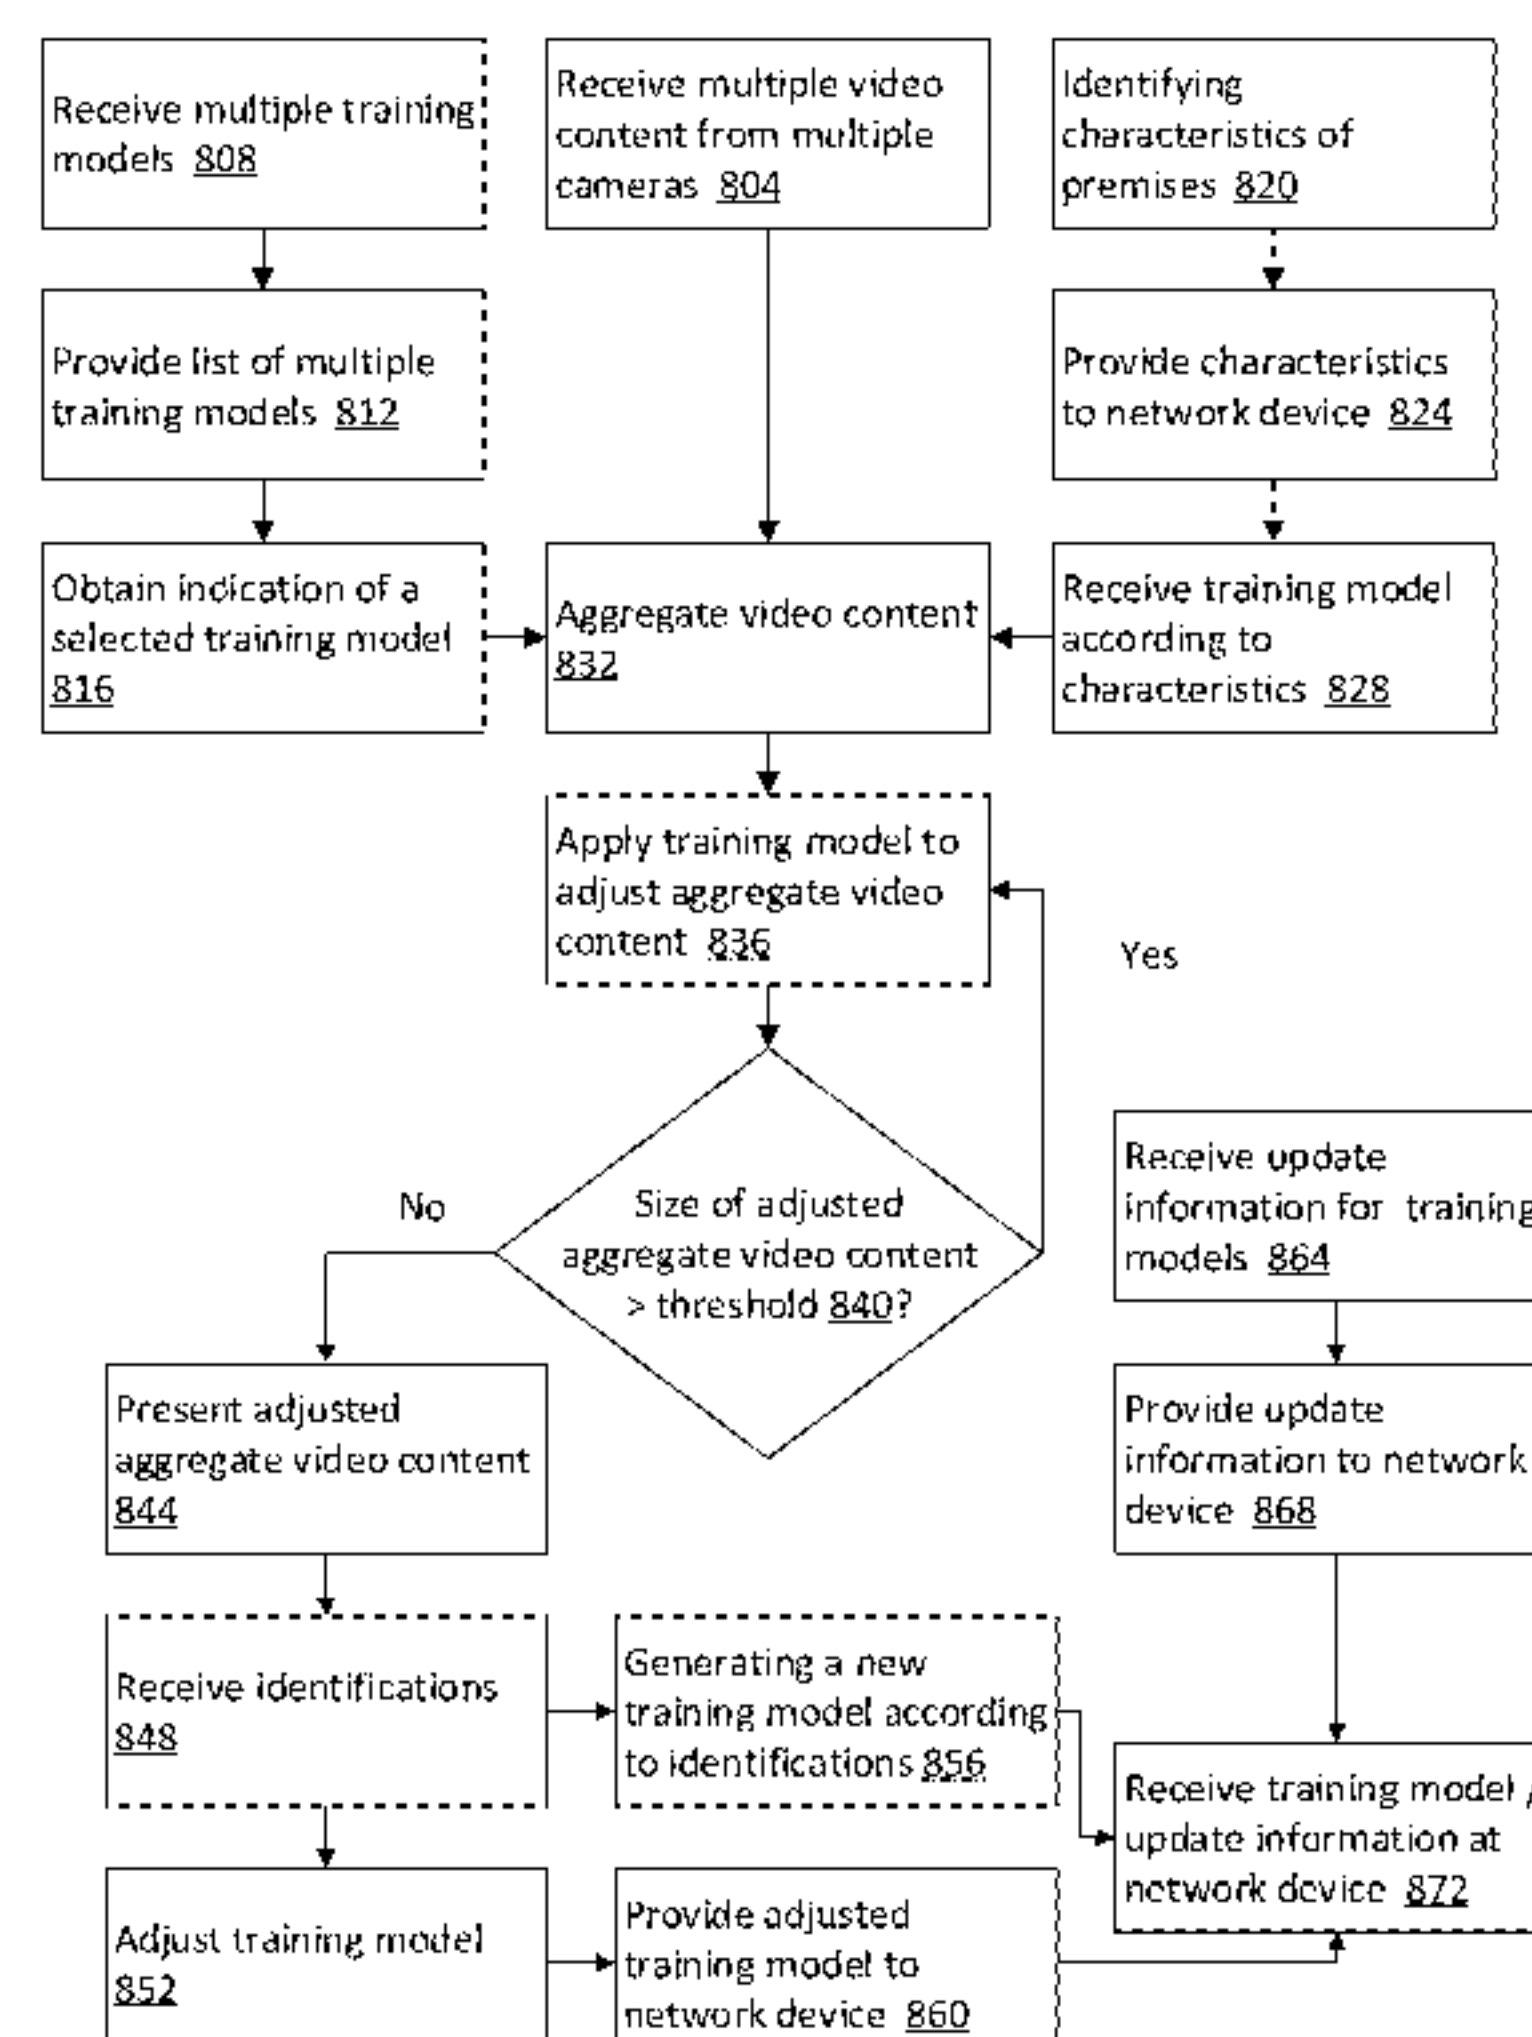 Receive multiple training
models 808
Receive multiple video
content from multiple
cameras 804
Identifying
characteristics of
premises 820
Provide list of multiple
training models 812
Provide characteristics
to network device 824
Obtain indication of a
selected training model
816
Aggregate video content
832
Receive training model
according to
characteristics 828
Apply training model to
adjust aggregate video
content 836
Yes
No
Size of adjusted
aggregate video content
> threshold 840?
Receive update
information for training
models 864
Present adjusted
aggregate video content
844
Provide update
information to network
device 868
Receive identifications
848
Generating a new
training model according
to identifications 856
Receive training model /
update information at
network device 872
Adjust training model
852
Provide adjusted
training model to
network device 860